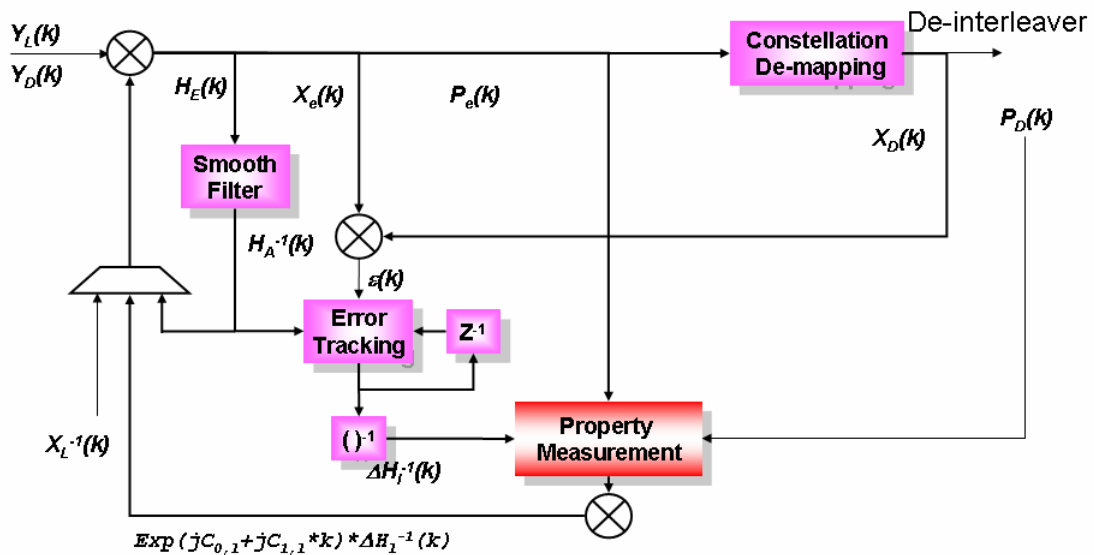 Y_L(k)
Y_D(k)
De-interleaver
Constellation
De-mapping
H_E(k)
X_e(k)
P_e(k)
P_D(k)
X_D(k)
Smooth
Filter
H_A^-1(k)
ε(k)
Error
Tracking
Z^-1
X_L^-1(k)
( )^-1
ΔH_l^-1(k)
Property
Measurement
Exp(jC_0,1+jC_1,1*k)*ΔH_1^-1(k)